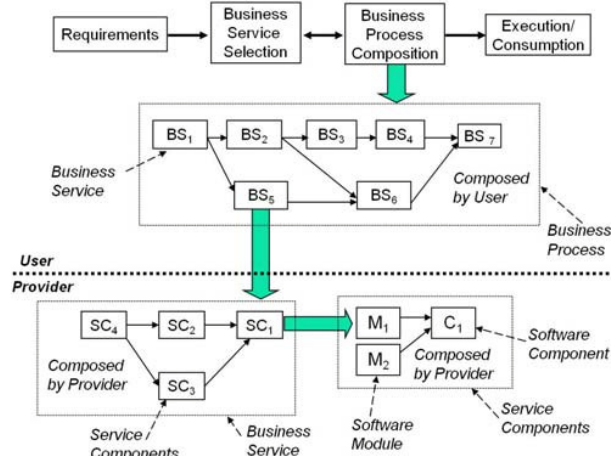 Requirements
Business
Service
Selection
Business
Process
Composition
Execution/
Consumption
BS1
BS2
BS3
BS4
BS 7
Business
Service
BS5
BS6
Composed
by User
Business
Process
User
Provider
SC4
SC2
SC1
M1
C1
Software
Component
Composed
by Provider
M2
Composed
by Provider
SC3
Service
Components
Business
Service
Software
Module
Service
Components